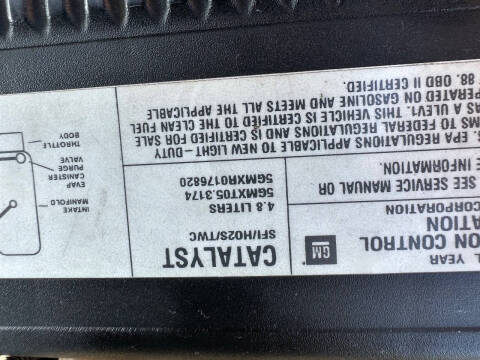 L YEAR
ON CONTROL
ATION
CORPORATION
SEE SERVICE MANUAL OR
E INFORMATION.
GM
CATALYST
SFI/HO2S/TWC
4.8 LITERS
5GMXT05.3174
5GMXR0176820
. EPA REGULATIONS APPLICABLE TO NEW LIGHT-DUTY
MS TO FEDERAL REGULATIONS AND IS CERTIFIED FOR SALE
AS A ULEV1. THIS VEHICLE IS CERTIFIED TO THE CLEAN FUEL
PERATED ON GASOLINE AND MEETS ALL THE APPLICABLE
88. OBD II CERTIFIED.
INTAKE
MANIFOLD
EVAP
CANISTER
PURGE
VALVE
THROTTLE
BODY